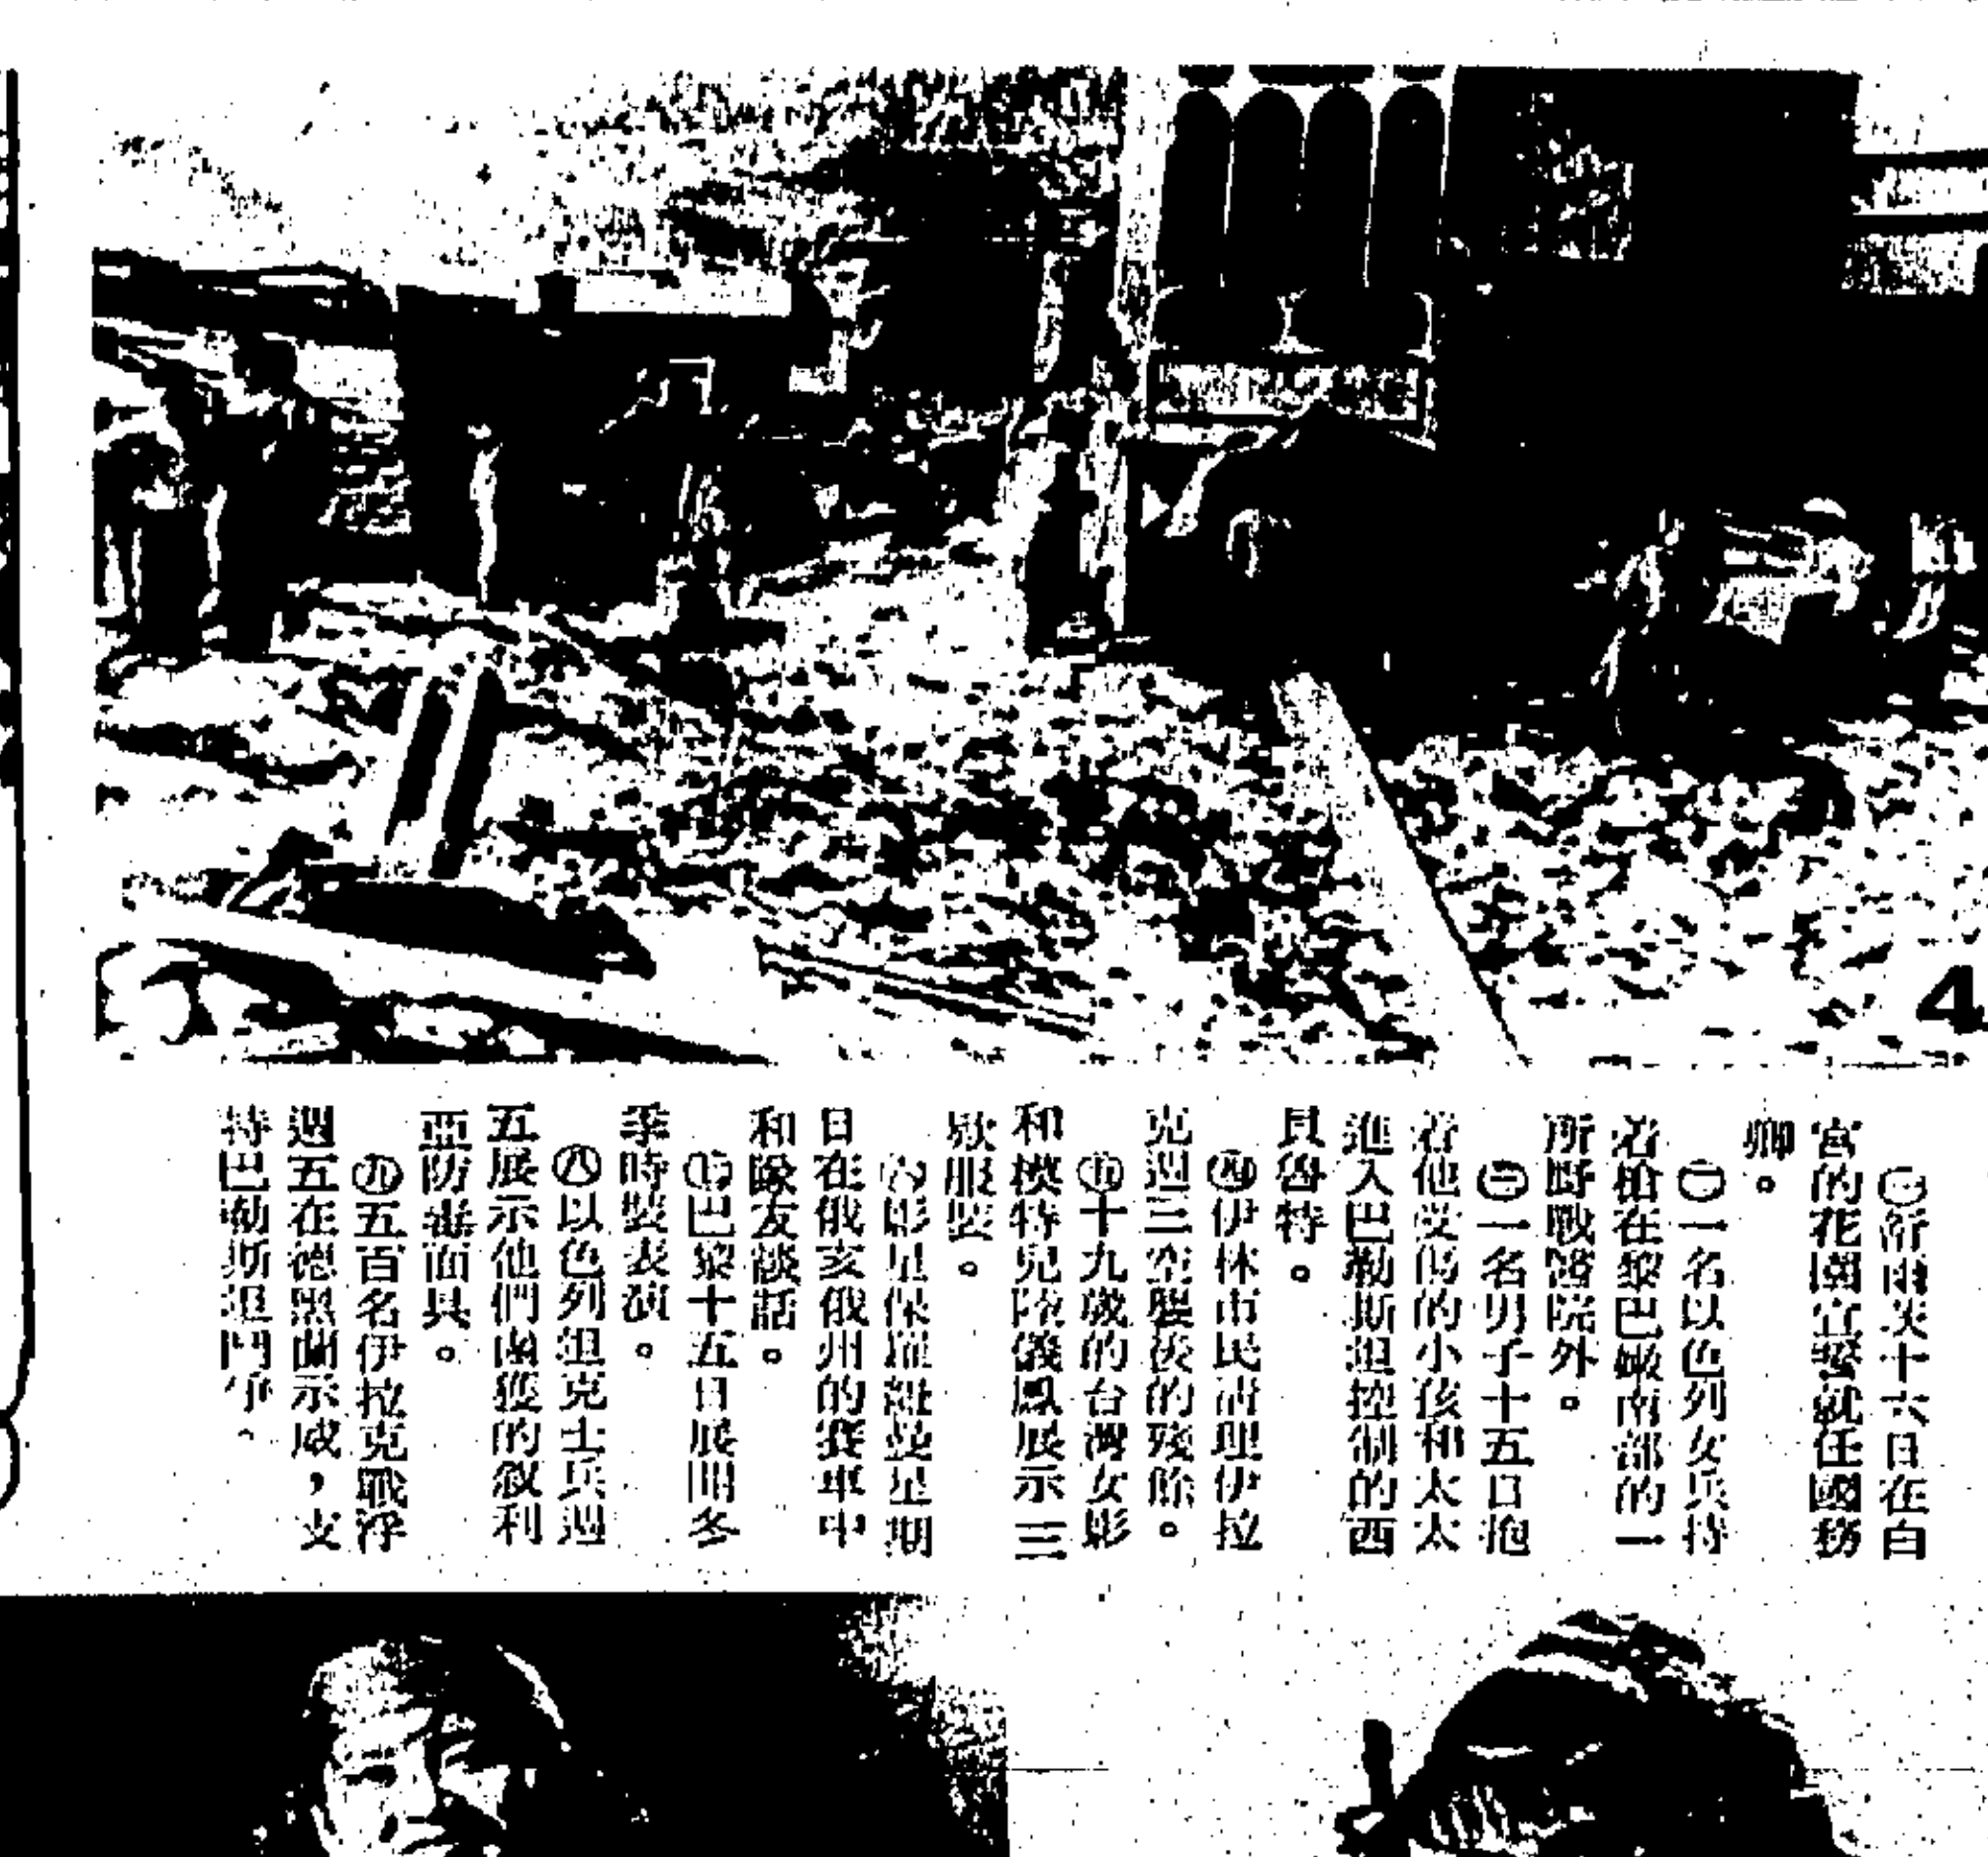 4
㊀舒爾茨十六日在白
宮的花園宣誓就任國務
卿。
㊁一名以色列女兵持
着槍在黎巴嫩南部的一
所野戰醫院外。
㊂一名男子十五日抱
着他受傷的小孩和太太
進入巴勒斯坦控制的西
貝魯特。
㊃伊林市民清理伊拉
克週三空襲後的殘餘。
㊄十九歲的台灣女影
和模特兒陸儀鳳展示三
歇服裝。
㊅影星保羅紐曼星期
日在俄亥俄州的賽車中
和隊友談話。
㊆巴黎十五日展開冬
季時裝表演。
㊇以色列坦克士兵週
五展示他們鹵獲的敘利
亞防毒面具。
㊈五百名伊拉克戰俘
週五在德黑蘭示威，支
持巴勒斯坦鬥爭。